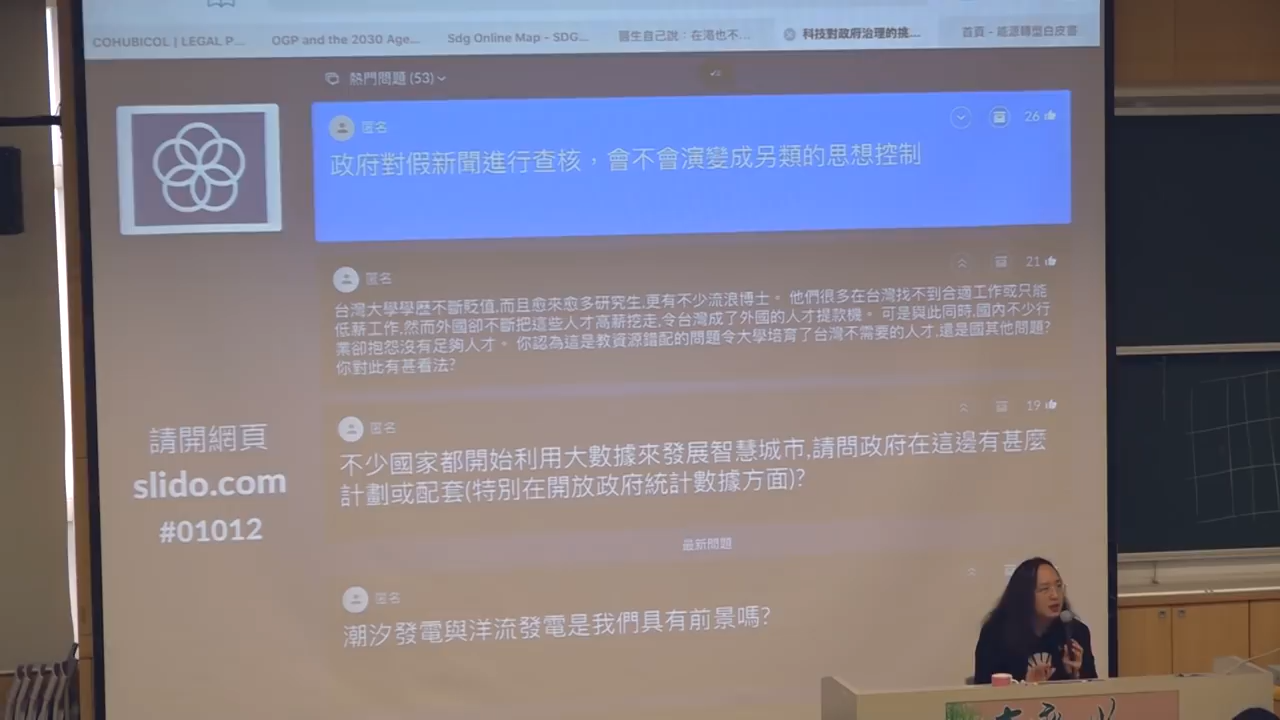 COHUBICOL | LEGAL P...
OGP and the 2030 Age...
Sdg Online Map - SDG...
醫生自己說：在渴也不...
科技對政府治理的挑...
首頁 - 能源轉型白皮書
熱門問題 (53)
匿名
26
政府對假新聞進行查核，會不會演變成另類的思想控制
匿名
21
台灣大學學歷不斷貶值,而且愈來愈多研究生,更有不少流浪博士。 他們很多在台灣找不到合適工作或只能
低薪工作,然而外國卻不斷把這些人才高薪挖走,令台灣成了外國的人才提款機。 可是與此同時,國內不少行
業卻抱怨沒有足夠人才。 你認為這是教資源錯配的問題令大學培育了台灣不需要的人才,還是國其他問題?
你對此有甚看法?
匿名
19
不少國家都開始利用大數據來發展智慧城市,請問政府在這邊有甚麼
計劃或配套(特別在開放政府統計數據方面)?
請開網頁
slido.com
#01012
最新問題
匿名
潮汐發電與洋流發電是我們具有前景嗎?